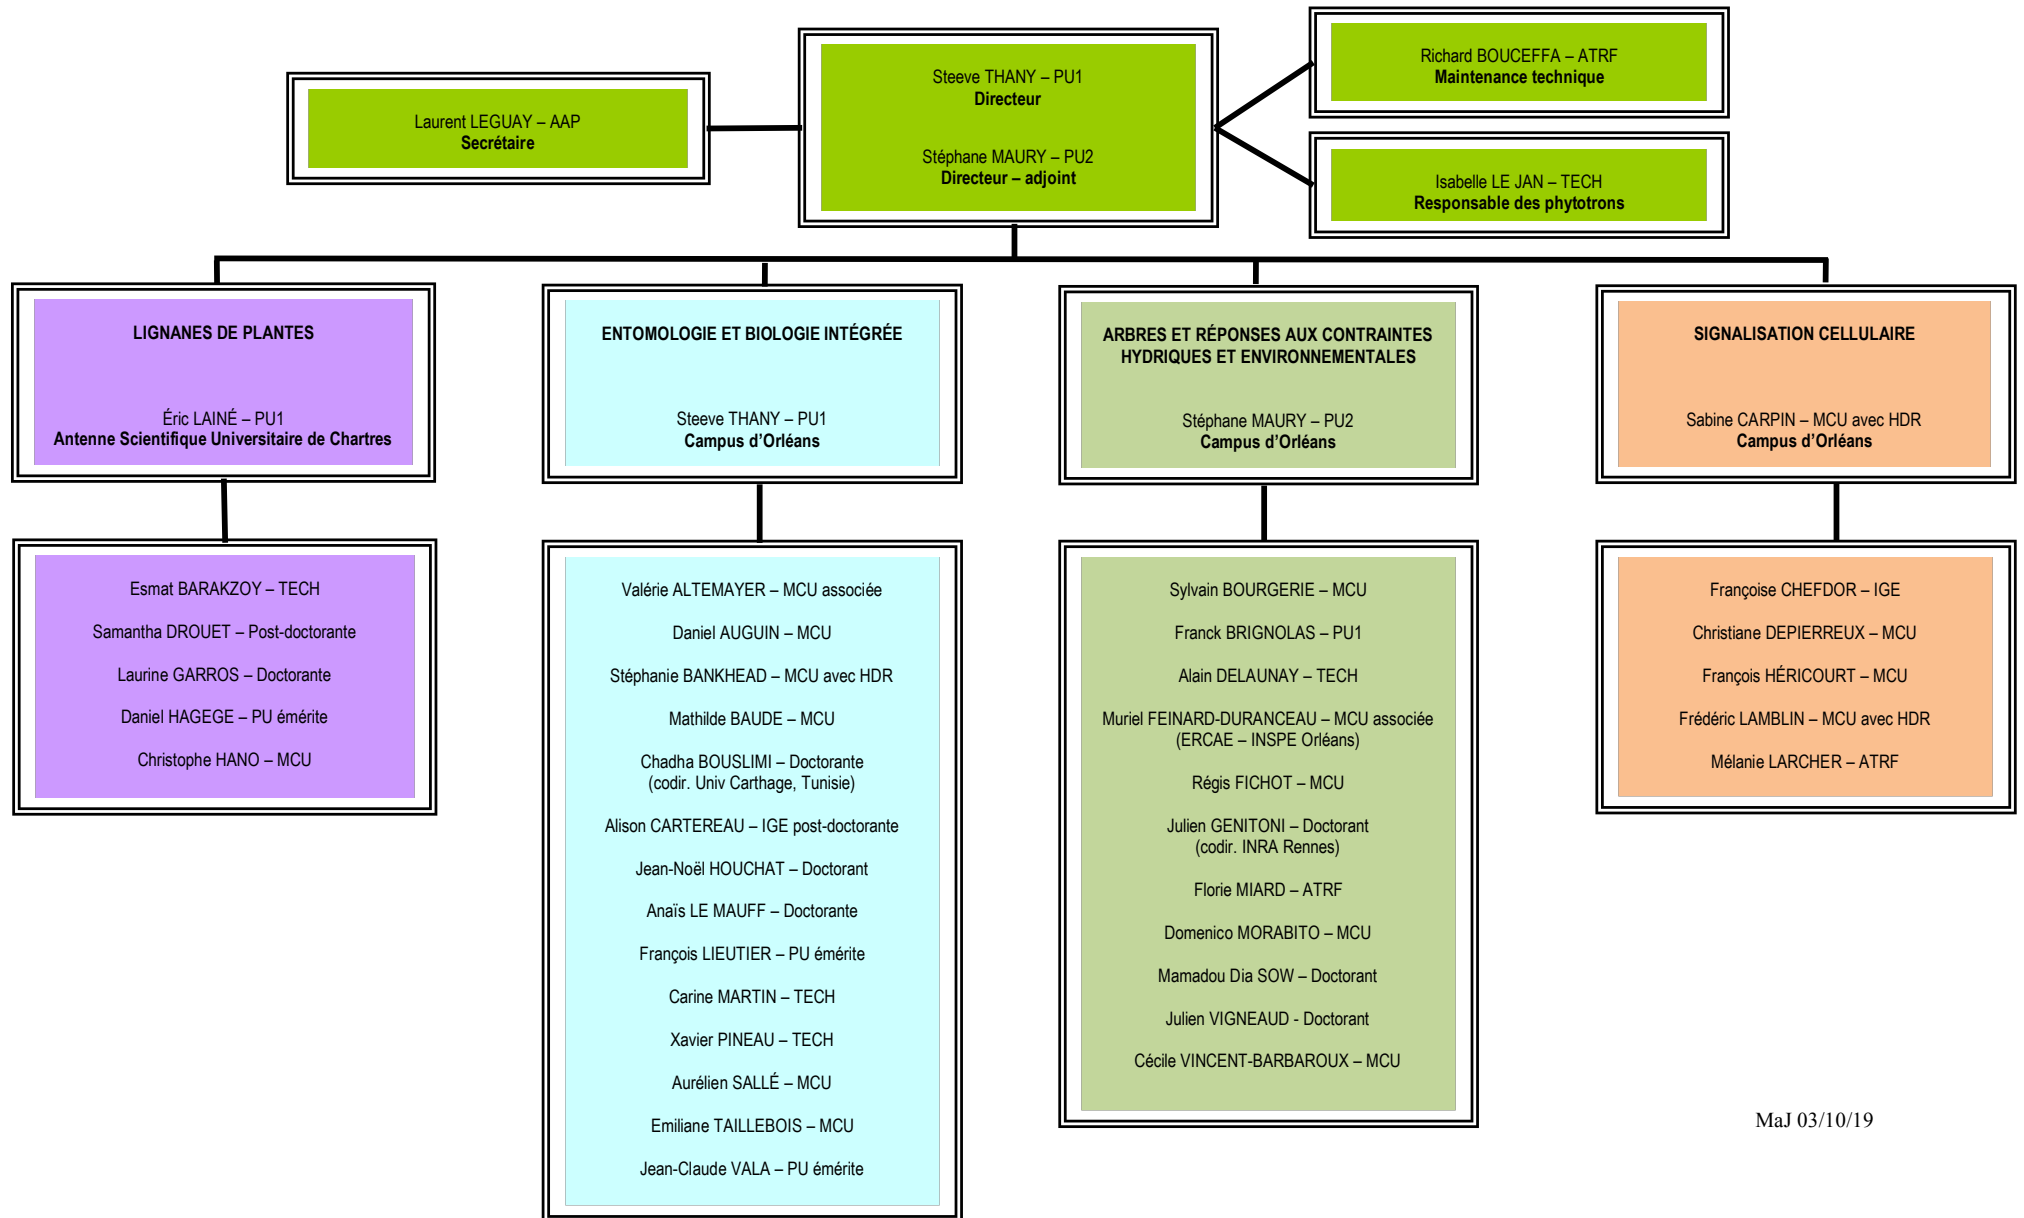 Laurent LEGUAY – AAP
Secrétaire
Steeve THANY – PU1
Directeur
Stéphane MAURY – PU2
Directeur – adjoint
Richard BOUCEFFA – ATRF
Maintenance technique
Isabelle LE JAN – TECH
Responsable des phytotrons
LIGNANES DE PLANTES
Éric LAINÉ – PU1
Antenne Scientifique Universitaire de Chartres
Esmat BARAKZOY – TECH
Samantha DROUET – Post-doctorante
Laurine GARROS – Doctorante
Daniel HAGEGE – PU émérite
Christophe HANO – MCU
ENTOMOLOGIE ET BIOLOGIE INTÉGRÉE
Steeve THANY – PU1
Campus d’Orléans
Valérie ALTEMAYER – MCU associée
Daniel AUGUIN – MCU
Stéphanie BANKHEAD – MCU avec HDR
Mathilde BAUDE – MCU
Chadha BOUSLIMI – Doctorante
(codir. Univ Carthage, Tunisie)
Alison CARTEREAU – IGE post-doctorante
Jean-Noël HOUCHAT – Doctorant
Anaïs LE MAUFF – Doctorante
François LIEUTIER – PU émérite
Carine MARTIN – TECH
Xavier PINEAU – TECH
Aurélien SALLÉ – MCU
Emiliane TAILLEBOIS – MCU
Jean-Claude VALA – PU émérite
ARBRES ET RÉPONSES AUX CONTRAINTES
HYDRIQUES ET ENVIRONNEMENTALES
Stéphane MAURY – PU2
Campus d’Orléans
Sylvain BOURGERIE – MCU
Franck BRIGNOLAS – PU1
Alain DELAUNAY – TECH
Muriel FEINARD-DURANCEAU – MCU associée
(ERCAE – INSPE Orléans)
Régis FICHOT – MCU
Julien GENITONI – Doctorant
(codir. INRA Rennes)
Florie MIARD – ATRF
Domenico MORABITO – MCU
Mamadou Dia SOW – Doctorant
Julien VIGNEAUD - Doctorant
Cécile VINCENT-BARBAROUX – MCU
SIGNALISATION CELLULAIRE
Sabine CARPIN – MCU avec HDR
Campus d’Orléans
Françoise CHEFDOR – IGE
Christiane DEPIERREUX – MCU
François HÉRICOURT – MCU
Frédéric LAMBLIN – MCU avec HDR
Mélanie LARCHER – ATRF
MaJ 03/10/19